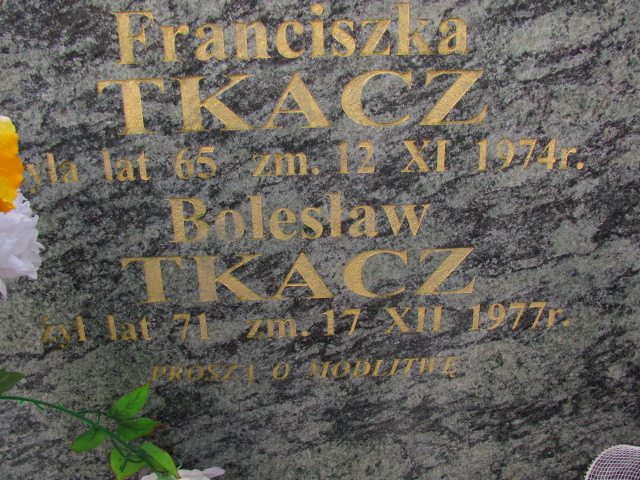 Franciszka
TKACZ
żyła lat 65 zm. 12 XI 1974r.
Bolesław
TKACZ
żył lat 71 zm. 17 XII 1977r.
PROSZĄ O MODLITWĘ